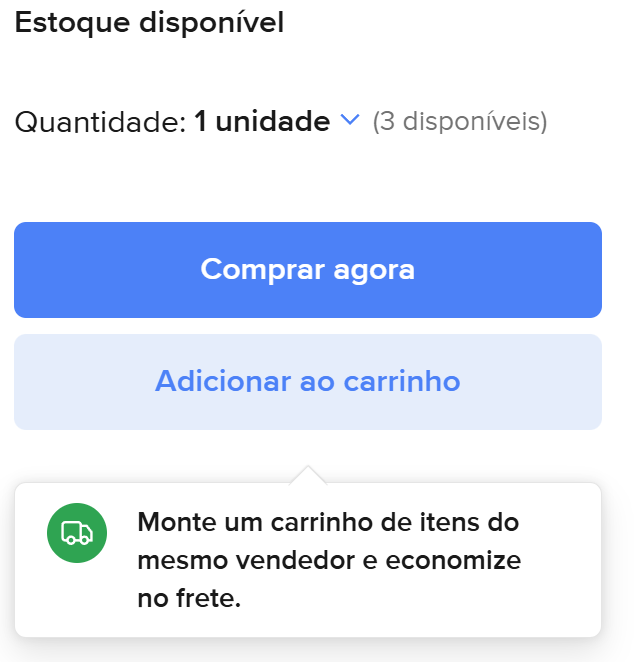 Estoque disponível
Quantidade: 1 unidade (3 disponíveis)
Comprar agora
Adicionar ao carrinho
Monte um carrinho de itens do
mesmo vendedor e economize
no frete.